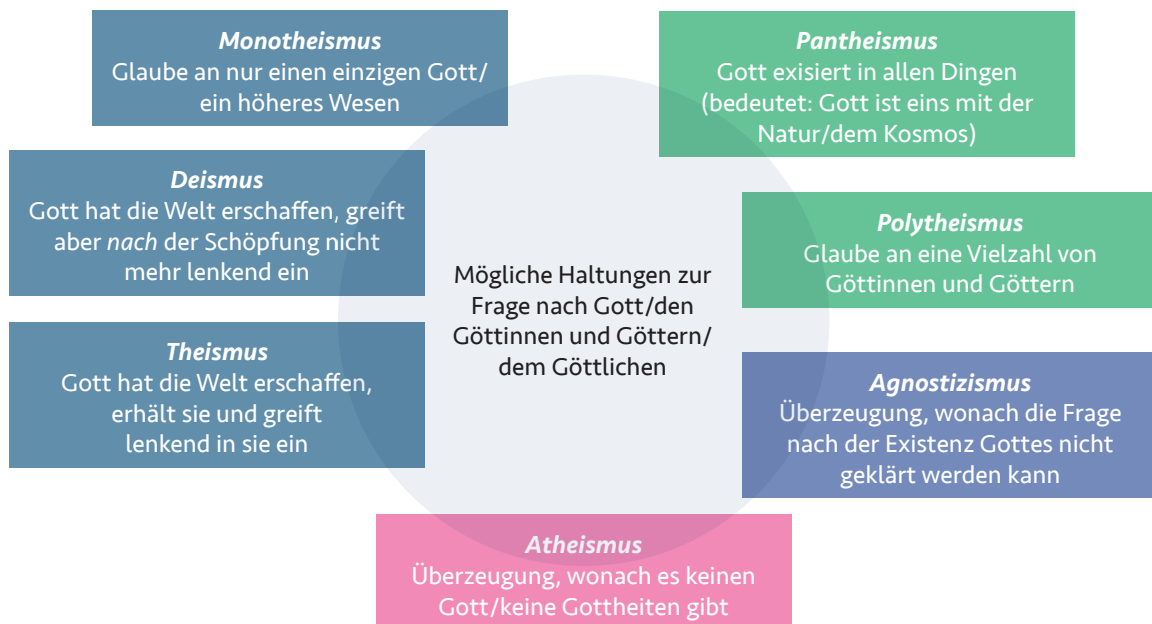 Monotheismus
Glaube an nur einen einzigen Gott/
ein höheres Wesen
Pantheismus
Gott exisiert in allen Dingen
(bedeutet: Gott ist eins mit der
Natur/dem Kosmos)
Deismus
Gott hat die Welt erschaffen, greift
aber nach der Schöpfung nicht
mehr lenkend ein
Polytheismus
Glaube an eine Vielzahl von
Göttinnen und Göttern
Mögliche Haltungen zur
Frage nach Gott/den
Göttinnen und Göttern/
dem Göttlichen
Theismus
Gott hat die Welt erschaffen,
erhält sie und greift
lenkend in sie ein
Agnostizismus
Überzeugung, wonach die Frage
nach der Existenz Gottes nicht
geklärt werden kann
Atheismus
Überzeugung, wonach es keinen
Gott/keine Gottheiten gibt